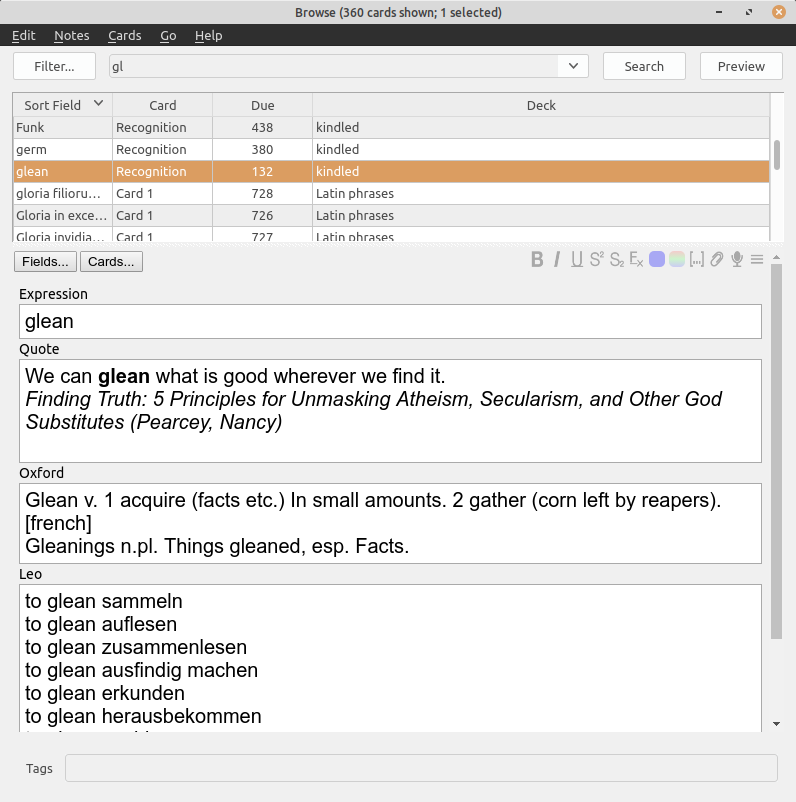 Browse (360 cards shown; 1 selected)
Edit Notes Cards Go Help
Filter... gl Search Preview
Sort Field Card Due Deck
Funk Recognition 438 kindled
germ Recognition 380 kindled
glean Recognition 132 kindled
gloria filioru... Card 1 728 Latin phrases
Gloria in exce... Card 1 726 Latin phrases
Gloria invidia... Card 1 727 Latin phrases
Fields... Cards... B I U S² S₂ Ex [...]
Expression
glean
Quote
We can glean what is good wherever we find it.
Finding Truth: 5 Principles for Unmasking Atheism, Secularism, and Other God
Substitutes (Pearcey, Nancy)
Oxford
Glean v. 1 acquire (facts etc.) In small amounts. 2 gather (corn left by reapers).
[french]
Gleanings n.pl. Things gleaned, esp. Facts.
Leo
to glean sammeln
to glean auflesen
to glean zusammenlesen
to glean ausfindig machen
to glean erkunden
to glean herausbekommen
Tags